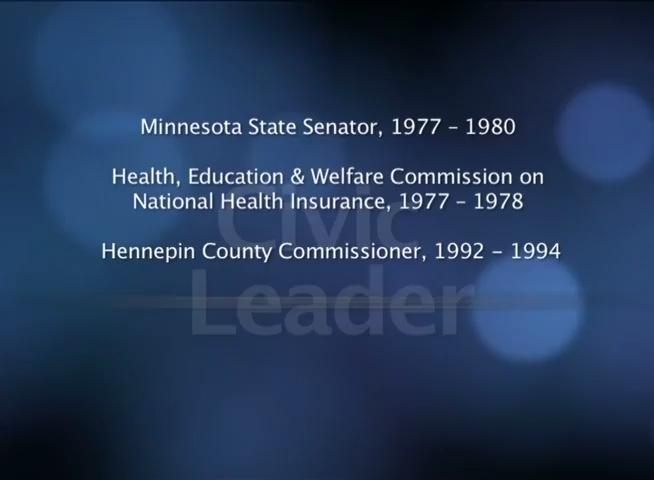 Minnesota State Senator, 1977 – 1980
Health, Education & Welfare Commission on
National Health Insurance, 1977 – 1978
Hennepin County Commissioner, 1992 – 1994
Civic
Leader